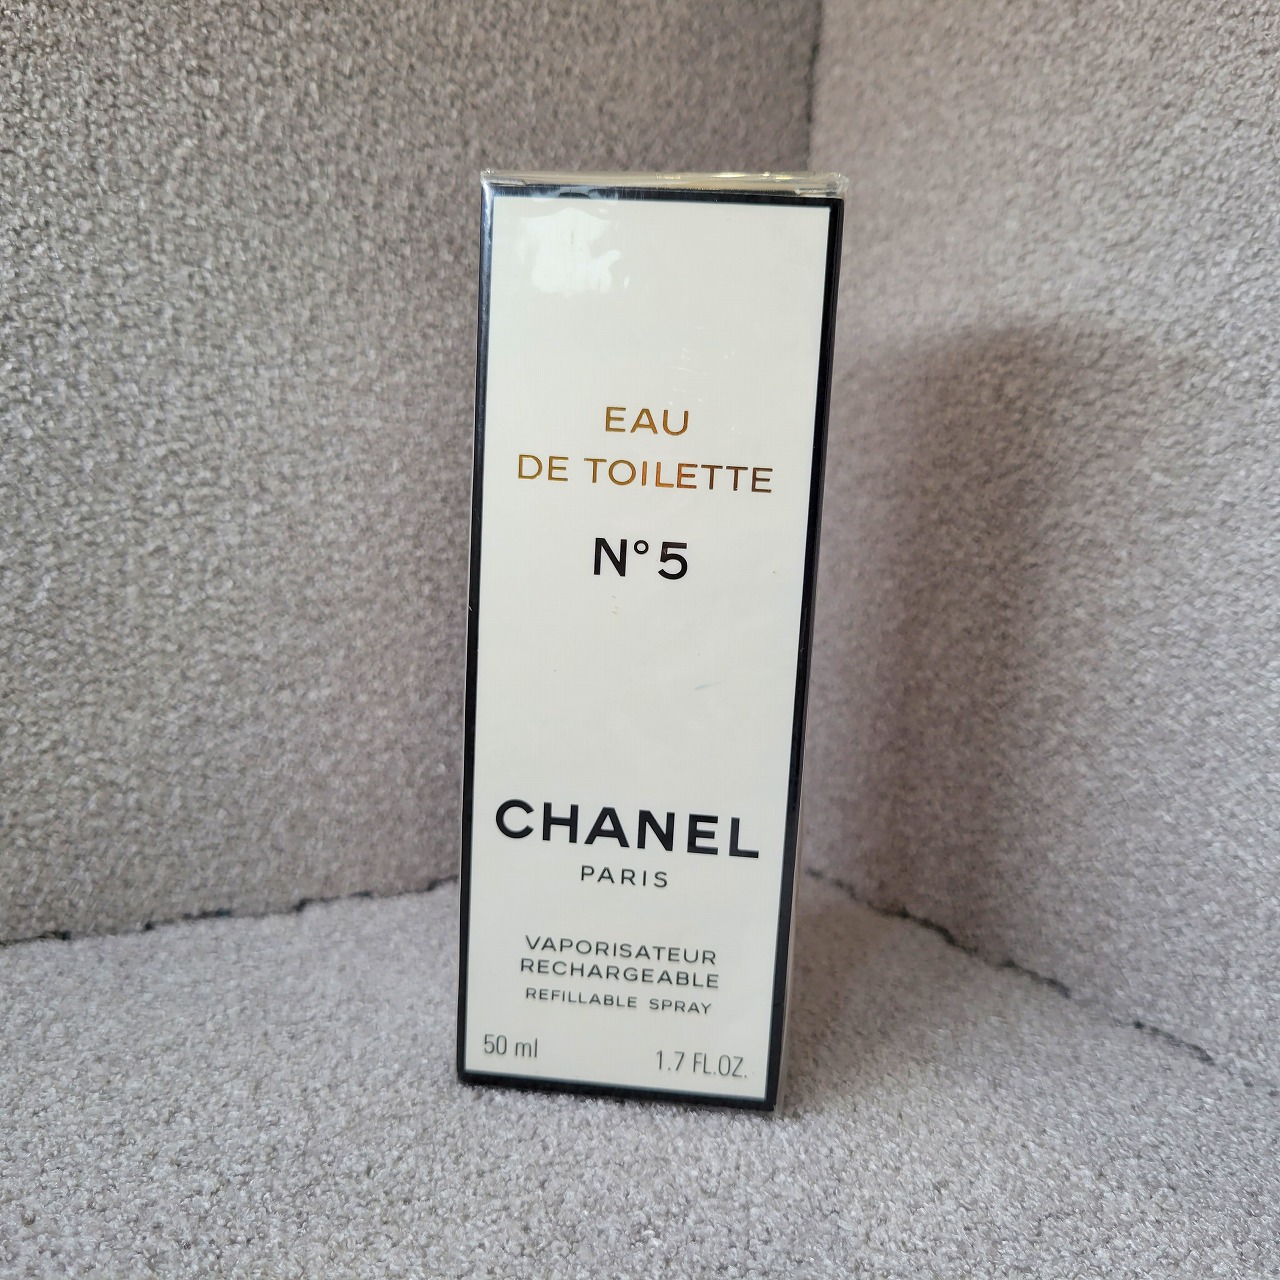 EAU
DE TOILETTE
N° 5
CHANEL
PARIS
VAPORISATEUR
RECHARGEABLE
REFILLABLE SPRAY
50 ml 1.7 FL.OZ.